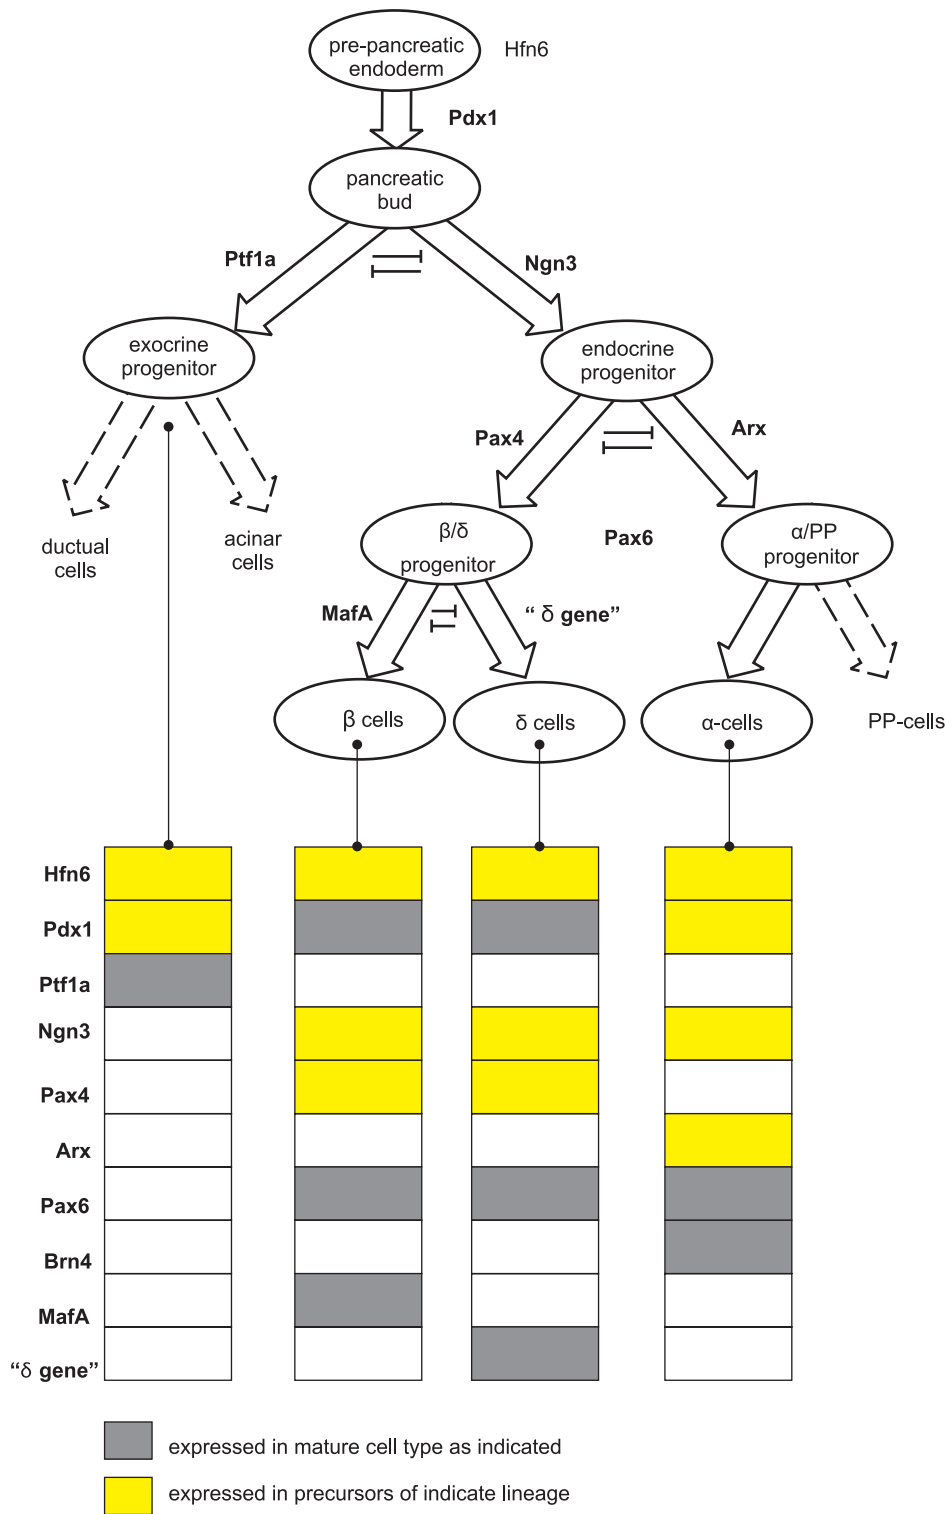 pre-pancreatic
endoderm
Hfn6
Pdx1
pancreatic
bud
Ptf1a
Ngn3
exocrine
progenitor
endocrine
progenitor
Pax4
Arx
ductual
cells
acinar
cells
β/δ
progenitor
Pax6
α/PP
progenitor
MafA
“ δ gene”
β cells
δ cells
α-cells
PP-cells
Hfn6
Pdx1
Ptf1a
Ngn3
Pax4
Arx
Pax6
Brn4
MafA
“δ gene”
expressed in mature cell type as indicated
expressed in precursors of indicate lineage